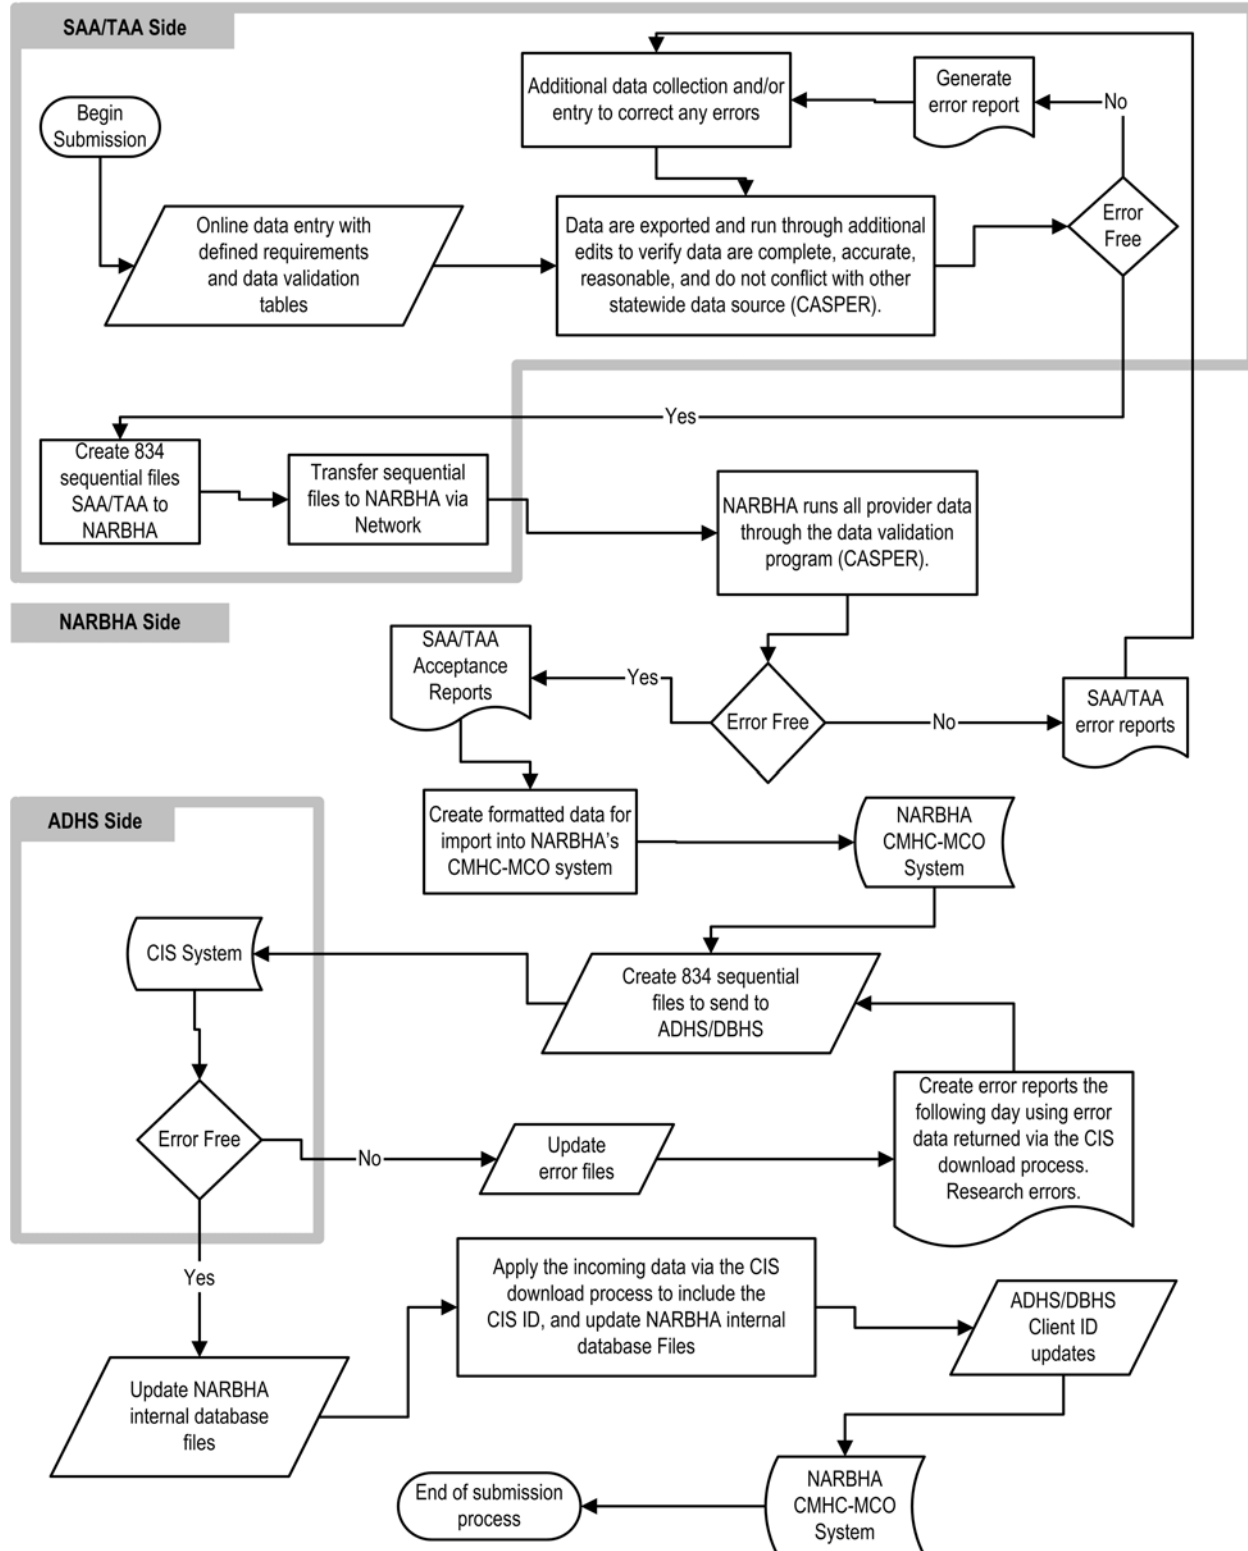 SAA/TAA Side
Begin
Submission
Additional data collection and/or
entry to correct any errors
Generate
error report
No
Online data entry with
defined requirements
and data validation
tables
Data are exported and run through additional
edits to verify data are complete, accurate,
reasonable, and do not conflict with other
statewide data source (CASPER).
Error
Free
Yes
Create 834
sequential files
SAA/TAA to
NARBHA
Transfer sequential
files to NARBHA via
Network
NARBHA runs all provider data
through the data validation
program (CASPER).
NARBHA Side
SAA/TAA
Acceptance
Reports
Yes
Error Free
No
SAA/TAA
error reports
Create formatted data for
import into NARBHA's
CMHC-MCO system
NARBHA
CMHC-MCO
System
ADHS Side
CIS System
Create 834 sequential
files to send to
ADHS/DBHS
Error Free
No
Update
error files
Create error reports the
following day using error
data returned via the CIS
download process.
Research errors.
Yes
Apply the incoming data via the CIS
download process to include the
CIS ID, and update NARBHA internal
database Files
ADHS/DBHS
Client ID
updates
Update NARBHA
internal database
files
End of submission
process
NARBHA
CMHC-MCO
System